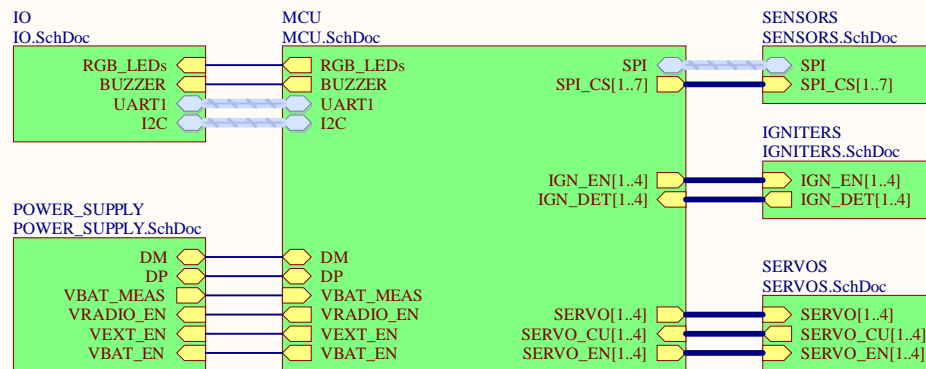 IO
IO.SchDoc
RGB_LEDs
BUZZER
UART1
I2C
POWER_SUPPLY
POWER_SUPPLY.SchDoc
DM
DP
VBAT_MEAS
VRADIO_EN
VEXT_EN
VBAT_EN
MCU
MCU.SchDoc
RGB_LEDs
BUZZER
UART1
I2C
DM
DP
VBAT_MEAS
VRADIO_EN
VEXT_EN
VBAT_EN
SPI
SPI_CS[1..7]
IGN_EN[1..4]
IGN_DET[1..4]
SERVO[1..4]
SERVO_CU[1..4]
SERVO_EN[1..4]
SENSORS
SENSORS.SchDoc
SPI
SPI_CS[1..7]
IGNITERS
IGNITERS.SchDoc
IGN_EN[1..4]
IGN_DET[1..4]
SERVOS
SERVOS.SchDoc
SERVO[1..4]
SERVO_CU[1..4]
SERVO_EN[1..4]